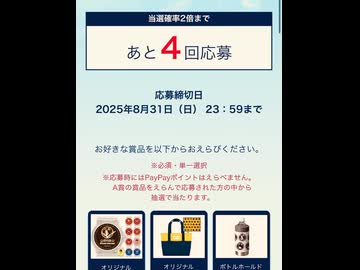 当選確率2倍まで
あと4回応募
応募締切日
2025年8月31日（日） 23：59まで
お好きな賞品を以下からおえらびください。
※必須・単一選択
※応募時にはPayPayポイントはえらべません。
A賞の賞品をえらんで応募された方の中から
抽選で当たります。
オリジナル
オリジナル
ボトルホールド